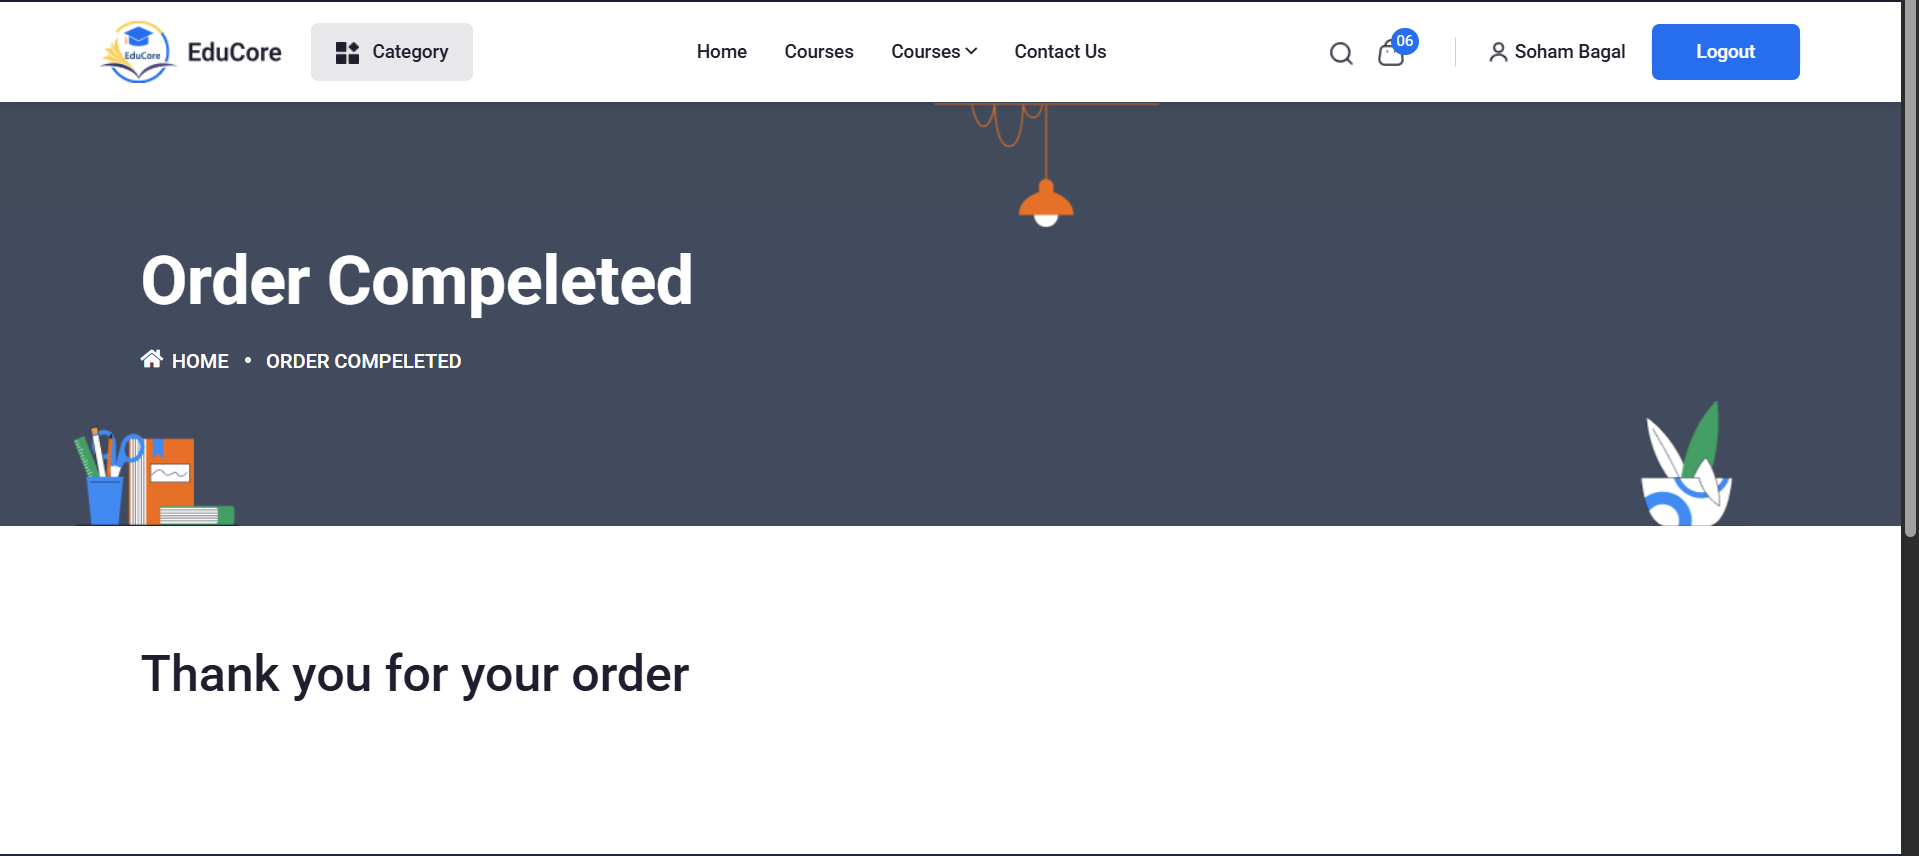 EduCore
EduCore
Category
Home
Courses
Courses
Contact Us
06
Soham Bagal
Logout
Order Compeleted
HOME • ORDER COMPELETED
Thank you for your order